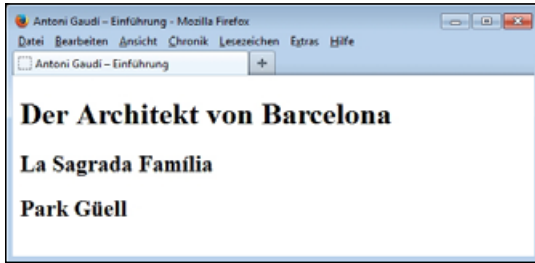 Antoni Gaudí – Einführung - Mozilla Firefox
Datei Bearbeiten Ansicht Chronik Lesezeichen Extras Hilfe
Antoni Gaudí – Einführung +
Der Architekt von Barcelona
La Sagrada Família
Park Güell